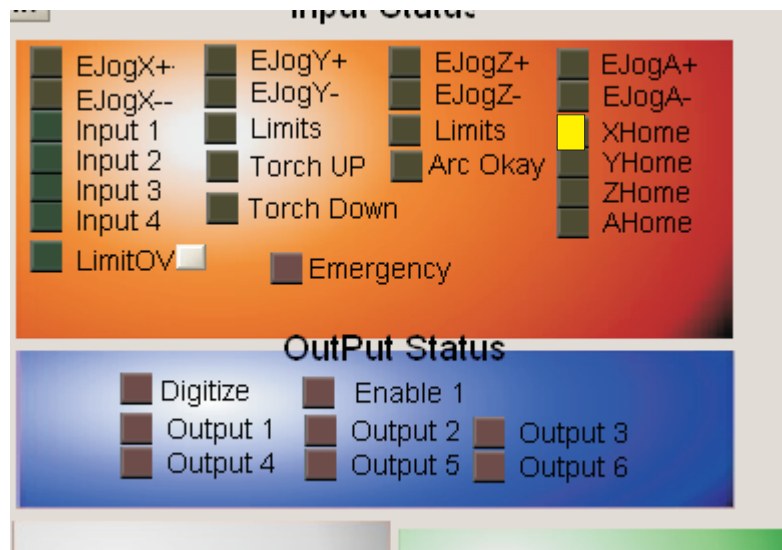 Input Status
EJogX+ EJogY+ EJogZ+ EJogA+
EJogX-- EJogY- EJogZ- EJogA-
Input 1 Limits Limits XHome
Input 2 Torch UP Arc Okay YHome
Input 3 ZHome
Input 4 Torch Down AHome
LimitOV Emergency
OutPut Status
Digitize Enable 1
Output 1 Output 2 Output 3
Output 4 Output 5 Output 6